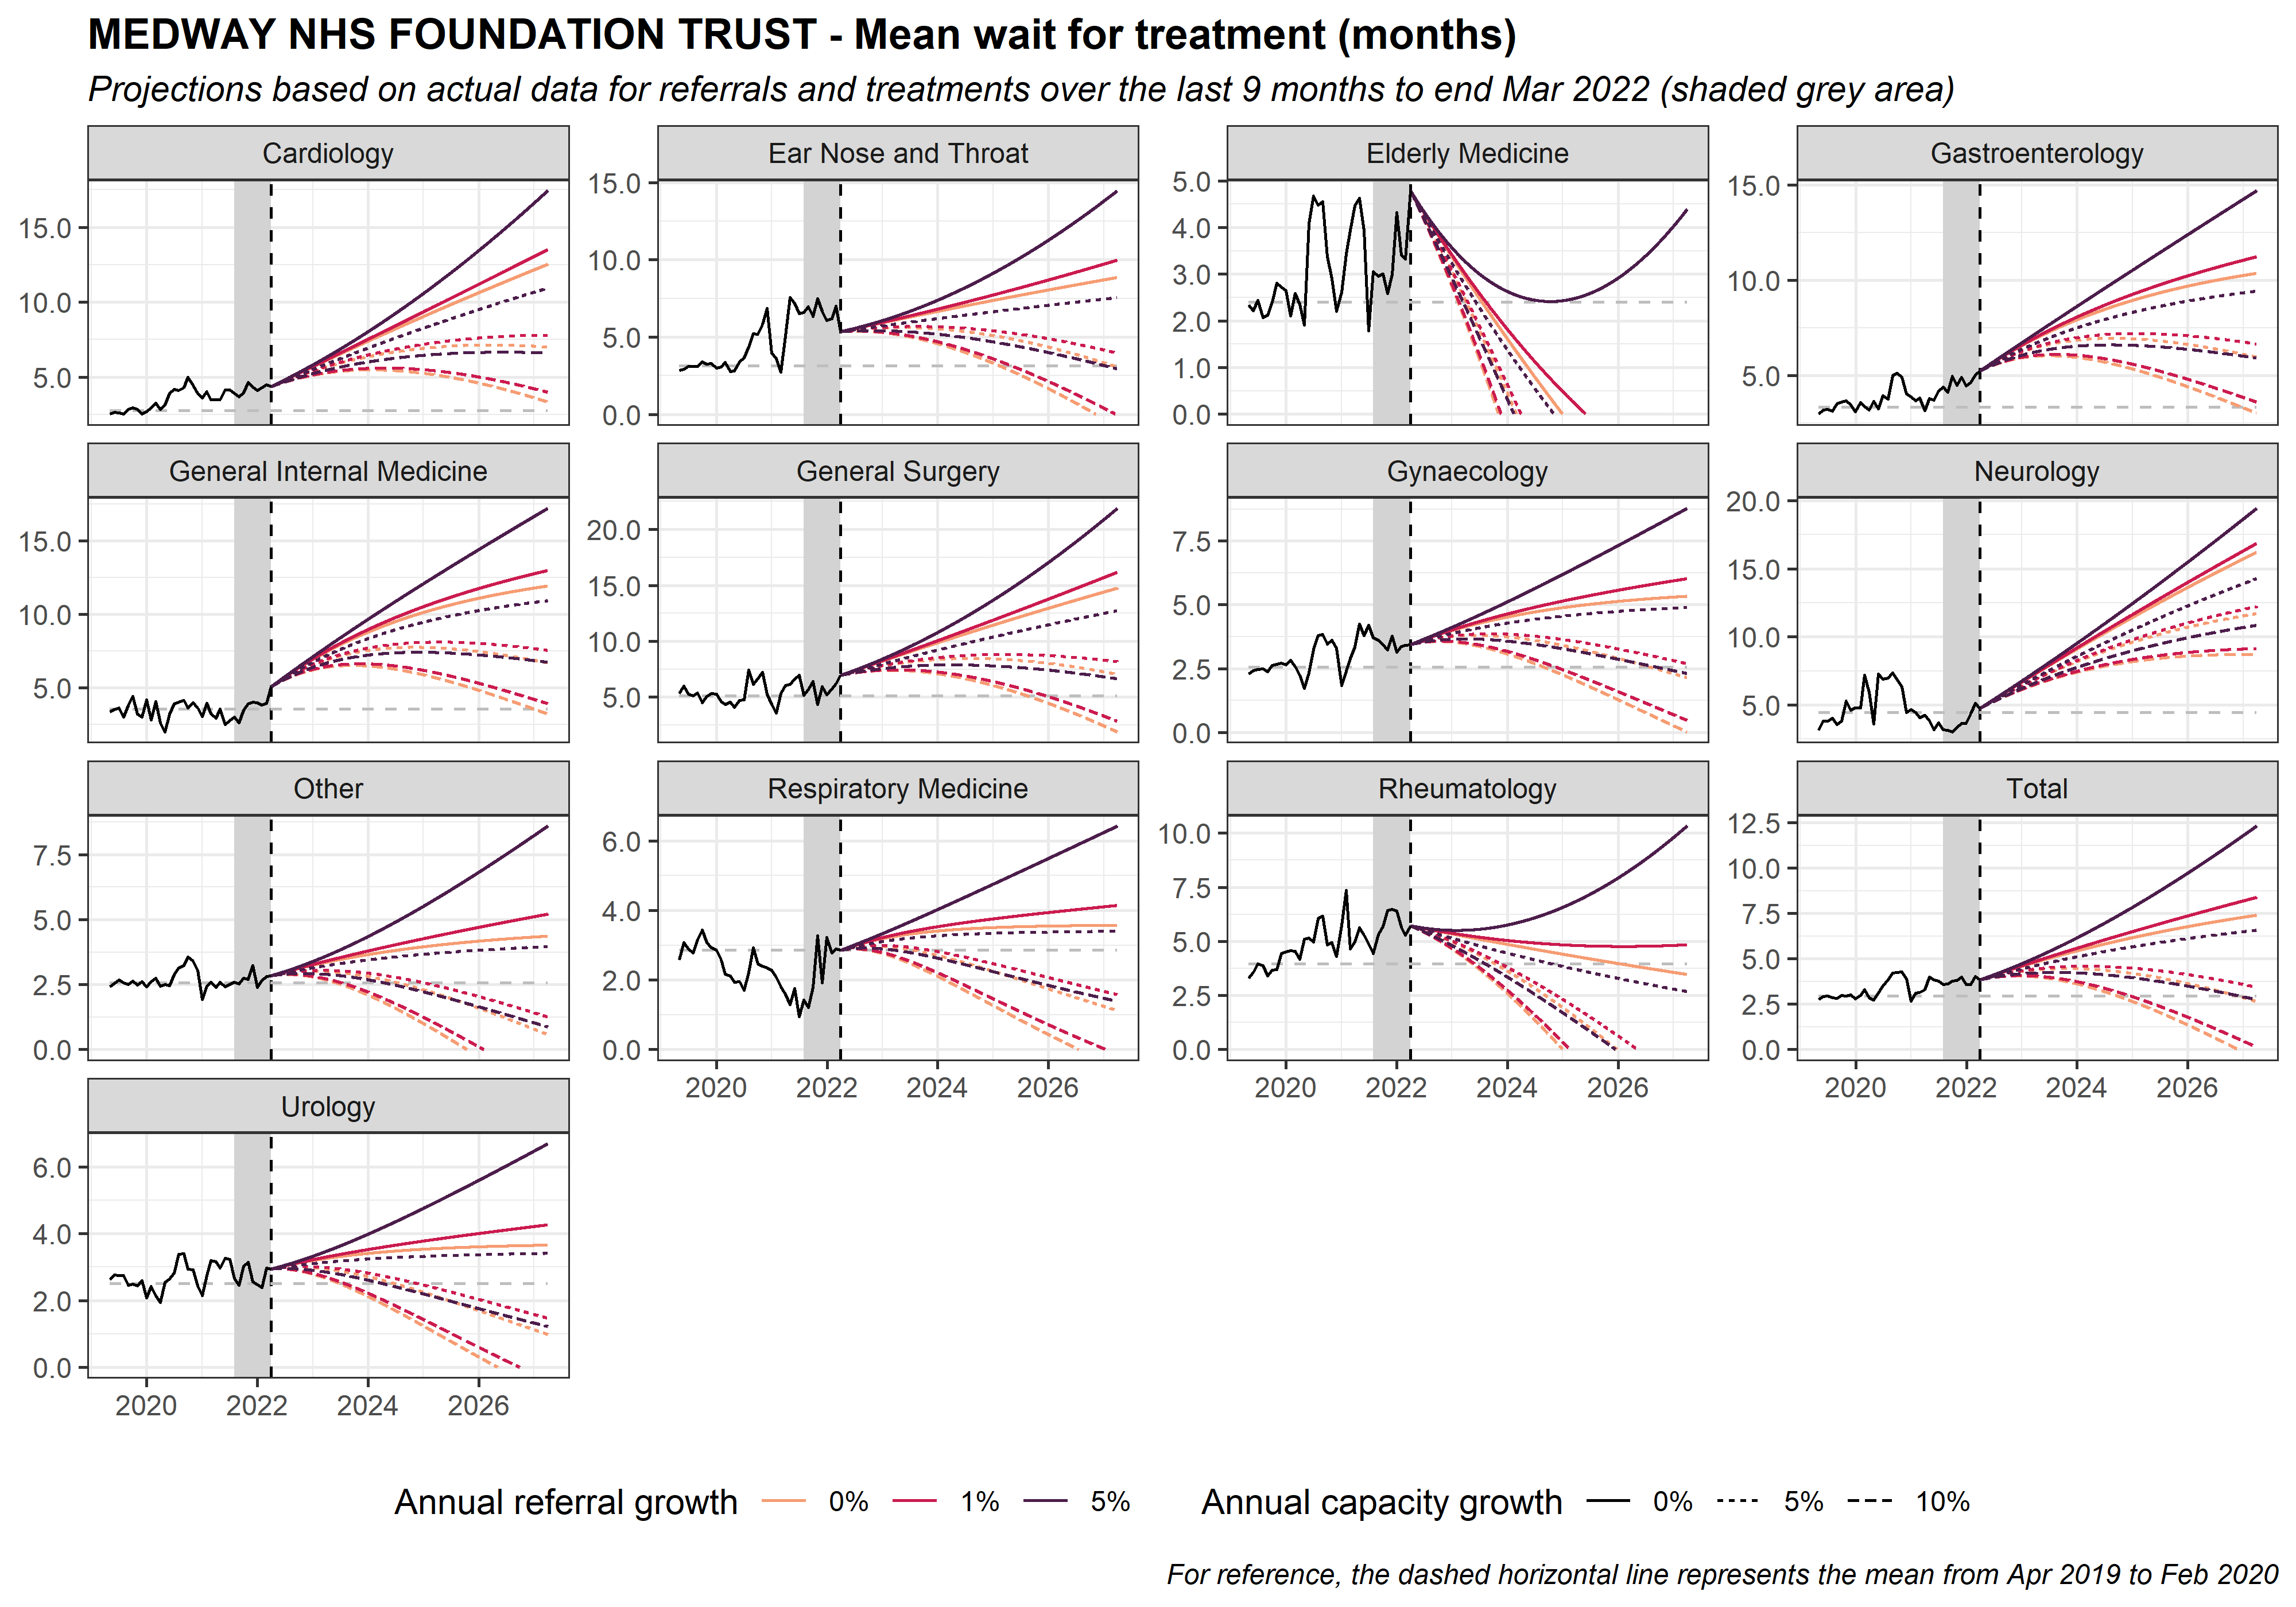 MEDWAY NHS FOUNDATION TRUST - Mean wait for treatment (months)
Projections based on actual data for referrals and treatments over the last 9 months to end Mar 2022 (shaded grey area)
Cardiology
15.0
10.0
5.0
Ear Nose and Throat
15.0
10.0
5.0
0.0
Elderly Medicine
5.0
4.0
3.0
2.0
1.0
0.0
Gastroenterology
15.0
10.0
5.0
General Internal Medicine
15.0
10.0
5.0
General Surgery
20.0
15.0
10.0
5.0
Gynaecology
7.5
5.0
2.5
0.0
Neurology
20.0
15.0
10.0
5.0
Other
7.5
5.0
2.5
0.0
Respiratory Medicine
6.0
4.0
2.0
0.0
2020 2022 2024 2026
Rheumatology
10.0
7.5
5.0
2.5
0.0
2020 2022 2024 2026
Total
12.5
10.0
7.5
5.0
2.5
0.0
2020 2022 2024 2026
Urology
6.0
4.0
2.0
0.0
2020 2022 2024 2026
Annual referral growth 0% 1% 5%
Annual capacity growth 0% 5% 10%
For reference, the dashed horizontal line represents the mean from Apr 2019 to Feb 2020